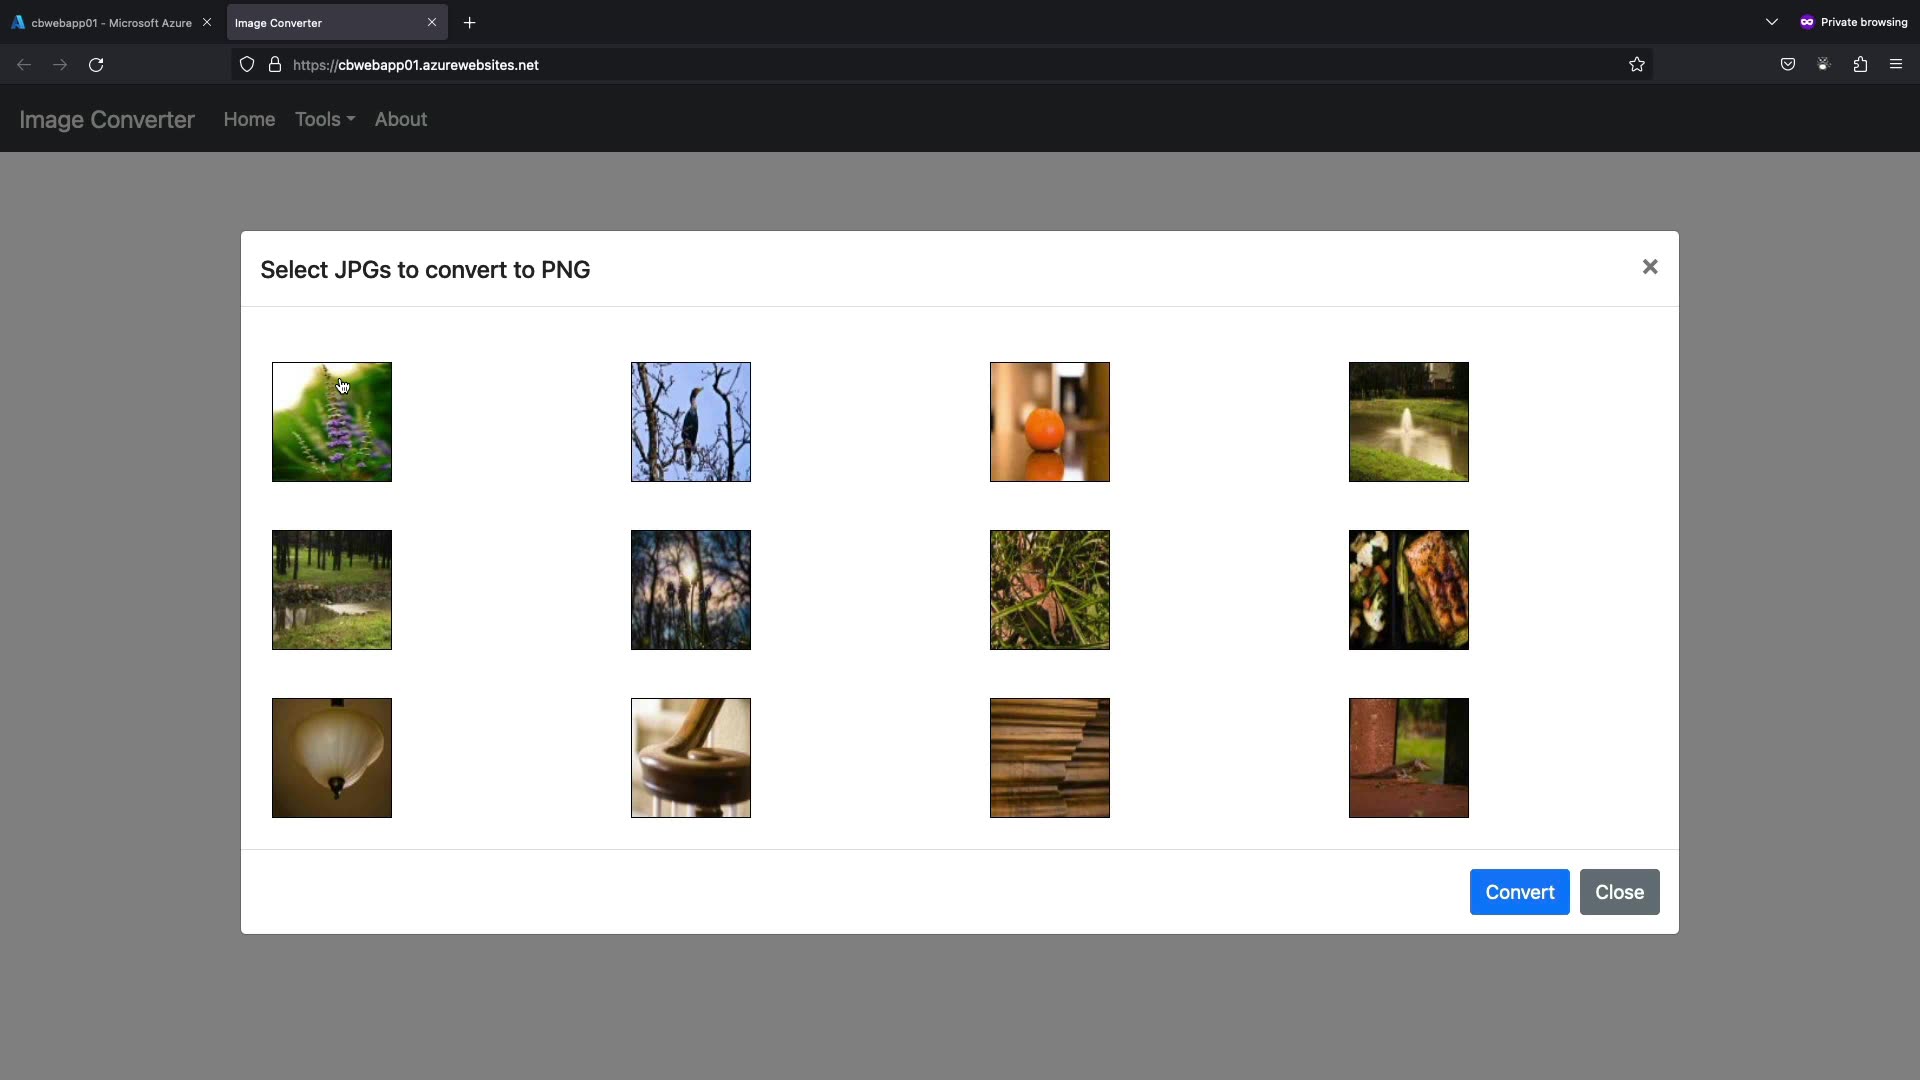 cbwebapp01 - Microsoft Azure
Image Converter
Private browsing
https://cbwebapp01.azurewebsites.net
Image Converter Home Tools About
Select JPGs to convert to PNG
Convert Close